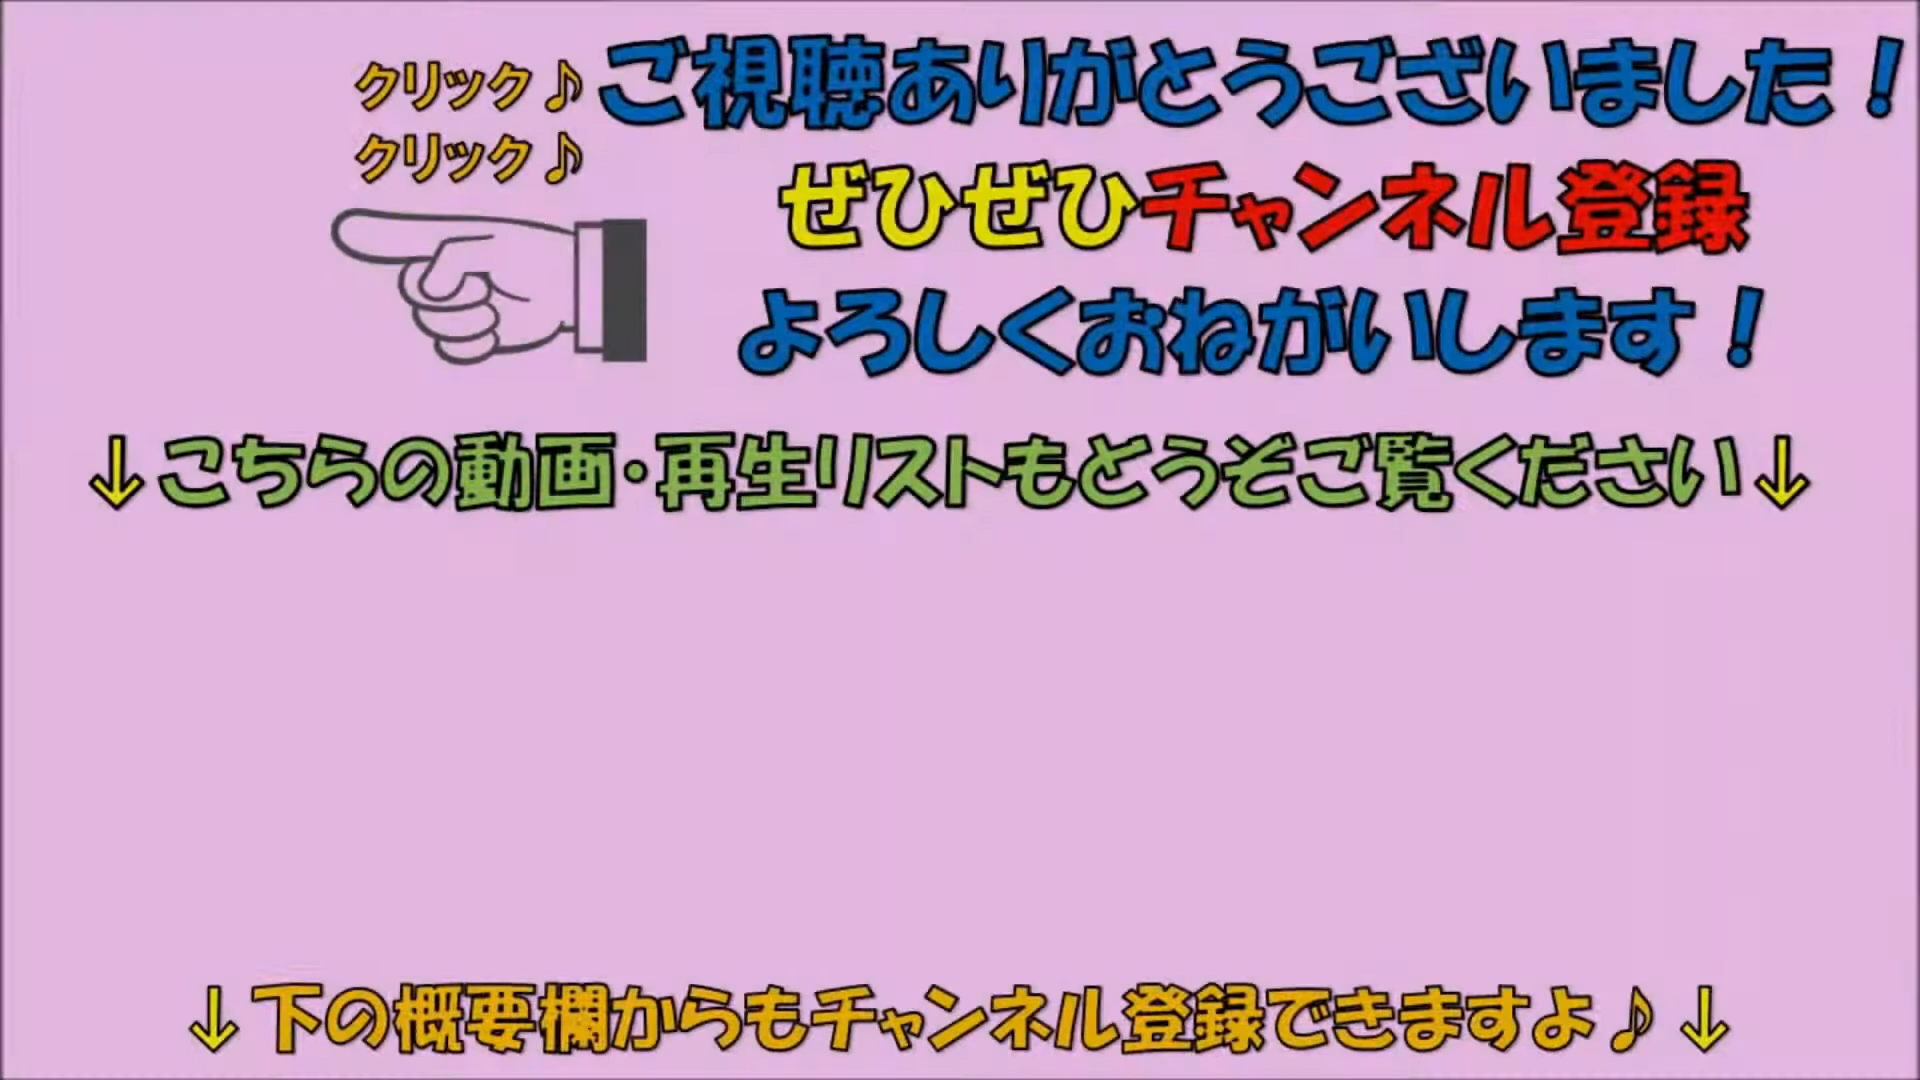 クリック♪
クリック♪
ご視聴ありがとうございました！
ぜひぜひチャンネル登録
よろしくおねがいします！
↓こちらの動画・再生リストもどうぞご覧ください↓
↓下の概要欄からもチャンネル登録できますよ♪↓